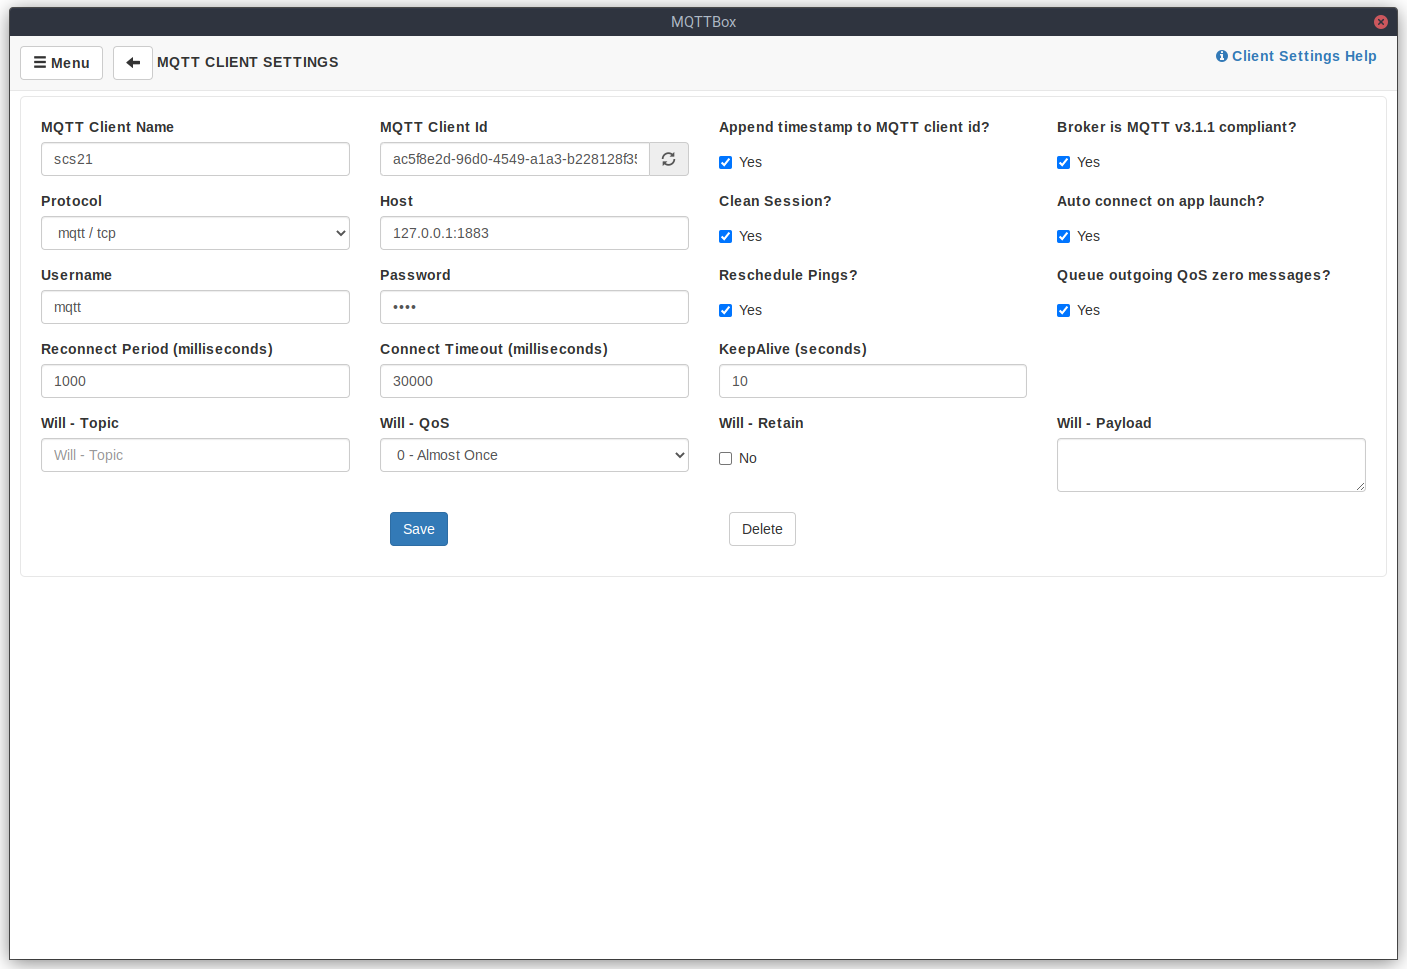 MQTTBox
Menu
MQTT CLIENT SETTINGS
Client Settings Help
MQTT Client Name
MQTT Client Id
Append timestamp to MQTT client id?
Broker is MQTT v3.1.1 compliant?
scs21
ac5f8e2d-96d0-4549-a1a3-b228128f35
Yes
Yes
Protocol
Host
Clean Session?
Auto connect on app launch?
mqtt / tcp
127.0.0.1:1883
Yes
Yes
Username
Password
Reschedule Pings?
Queue outgoing QoS zero messages?
mqtt
••••
Yes
Yes
Reconnect Period (milliseconds)
Connect Timeout (milliseconds)
KeepAlive (seconds)
1000
30000
10
Will - Topic
Will - QoS
Will - Retain
Will - Payload
Will - Topic
0 - Almost Once
No
Save
Delete